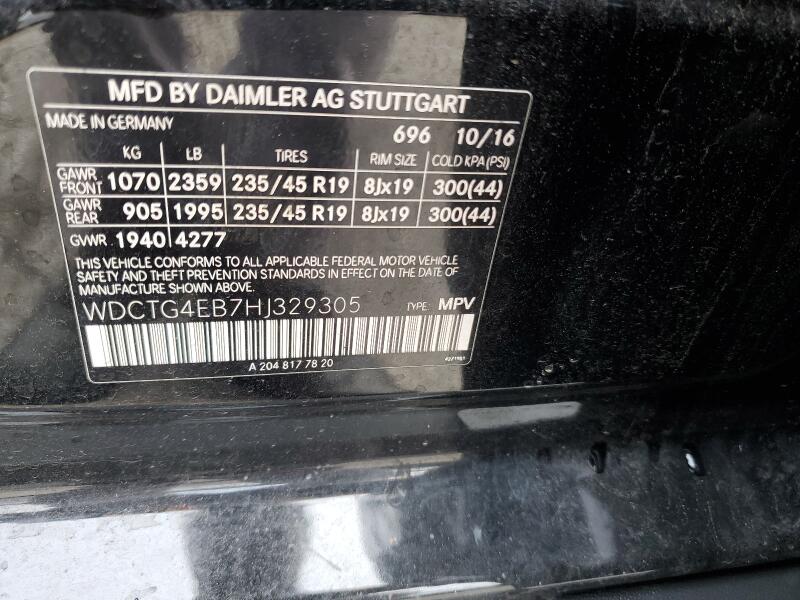 MFD BY DAIMLER AG STUTTGART
MADE IN GERMANY 696 10/16
KG LB TIRES RIM SIZE COLD KPA (PSI)
GAWR FRONT 1070 2359 235/45 R19 8Jx19 300(44)
GAWR REAR 905 1995 235/45 R19 8Jx19 300(44)
GVWR 1940 4277
THIS VEHICLE CONFORMS TO ALL APPLICABLE FEDERAL MOTOR VEHICLE
SAFETY AND THEFT PREVENTION STANDARDS IN EFFECT ON THE DATE OF
MANUFACTURE SHOWN ABOVE.
WDCTG4EB7HJ329305 TYPE: MPV
A 204 817 78 20